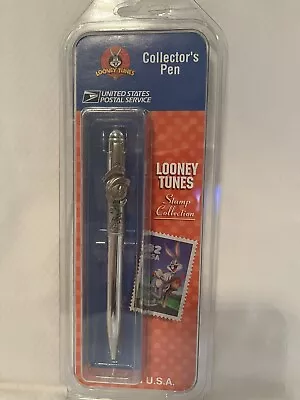 Collector's
Pen
LOONEY TUNES
UNITED STATES
POSTAL SERVICE
LOONEY
TUNES
Stamp
Collection
32
USA
U.S.A.